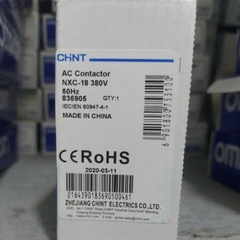 CHNT
AC Contactor
NXC-18 380V
50Hz
836905 QTY:1
IEC/EN 60947-4-1
MADE IN CHINA
CE RoHS
2020-03-11
2164390183690500461
ZHEJIANG CHINT ELECTRICS CO.,LTD.